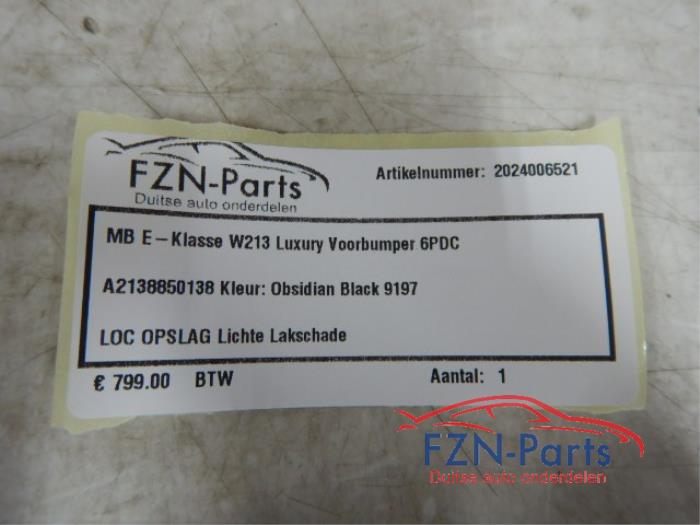 FZN-Parts
Duitse auto onderdelen
Artikelnummer: 2024006521
MB E-Klasse W213 Luxury Voorbumper 6PDC
A2138850138 Kleur: Obsidian Black 9197
LOC OPSLAG Lichte Lakschade
€ 799.00 BTW
Aantal: 1
FZN-Parts
Duitse auto onderdelen